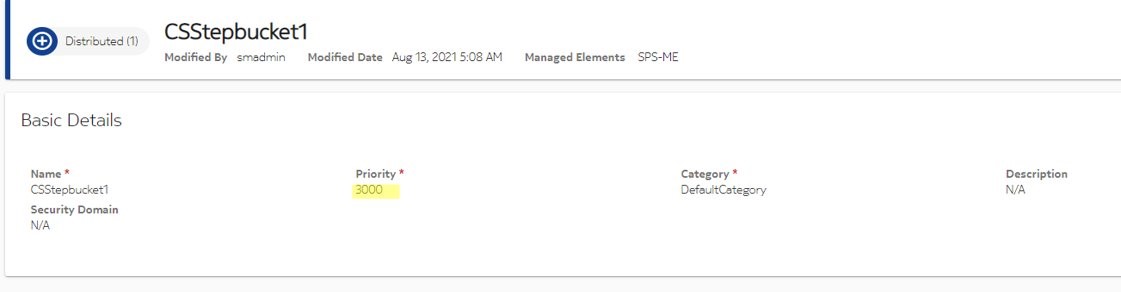 Distributed (1)
CSStepbucket1
Modified By smadmin Modified Date Aug 13, 2021 5:08 AM Managed Elements SPS-ME
Basic Details
Name * Priority * Category * Description
CSStepbucket1 3000 DefaultCategory N/A
Security Domain
N/A